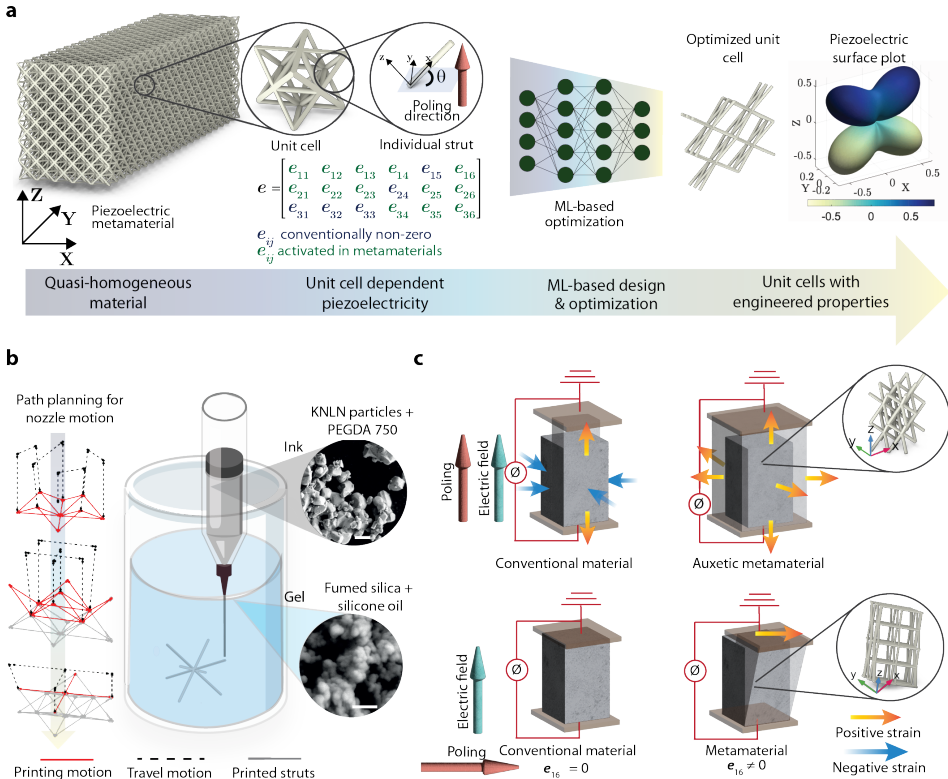 a
Unit cell
z
y
x
θ
Poling
direction
Individual strut
Z
Y
X
Piezoelectric
metamaterial
e = [ e11 e12 e13 e14 e15 e16
e21 e22 e23 e24 e25 e26
e31 e32 e33 e34 e35 e36 ]
eij conventionally non-zero
eij activated in metamaterials
ML-based
optimization
Optimized unit
cell
Piezoelectric
surface plot
Z
0.5
0
-0.5
0.2
0
0.2
Y
-0.5
0
0.5
X
-0.5 0 0.5
Quasi-homogeneous
material
Unit cell dependent
piezoelectricity
ML-based design
& optimization
Unit cells with
engineered properties
b
Path planning for
nozzle motion
KNLN particles +
PEGDA 750
Ink
Gel
Fumed silica +
silicone oil
Printing motion
Travel motion
Printed struts
c
Poling
Electric field
Ø
Conventional material
Ø
Auxetic metamaterial
z
y
x
Electric field
Poling
Ø
Conventional material
e16 = 0
Ø
Metamaterial
e16 ≠ 0
z
y
x
Positive strain
Negative strain